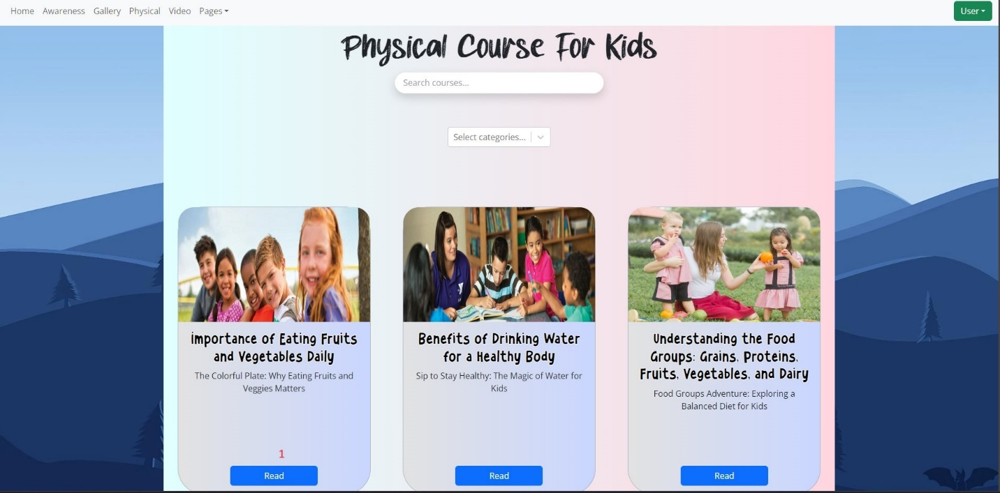 Home Awareness Gallery Physical Video Pages User
Physical Course For Kids
Search courses...
Select categories...
Importance of Eating Fruits
and Vegetables Daily
The Colorful Plate: Why Eating Fruits and
Veggies Matters
1
Read
Benefits of Drinking Water
for a Healthy Body
Sip to Stay Healthy: The Magic of Water for
Kids
Read
Understanding the Food
Groups: Grains, Proteins,
Fruits, Vegetables, and Dairy
Food Groups Adventure: Exploring a
Balanced Diet for Kids
Read